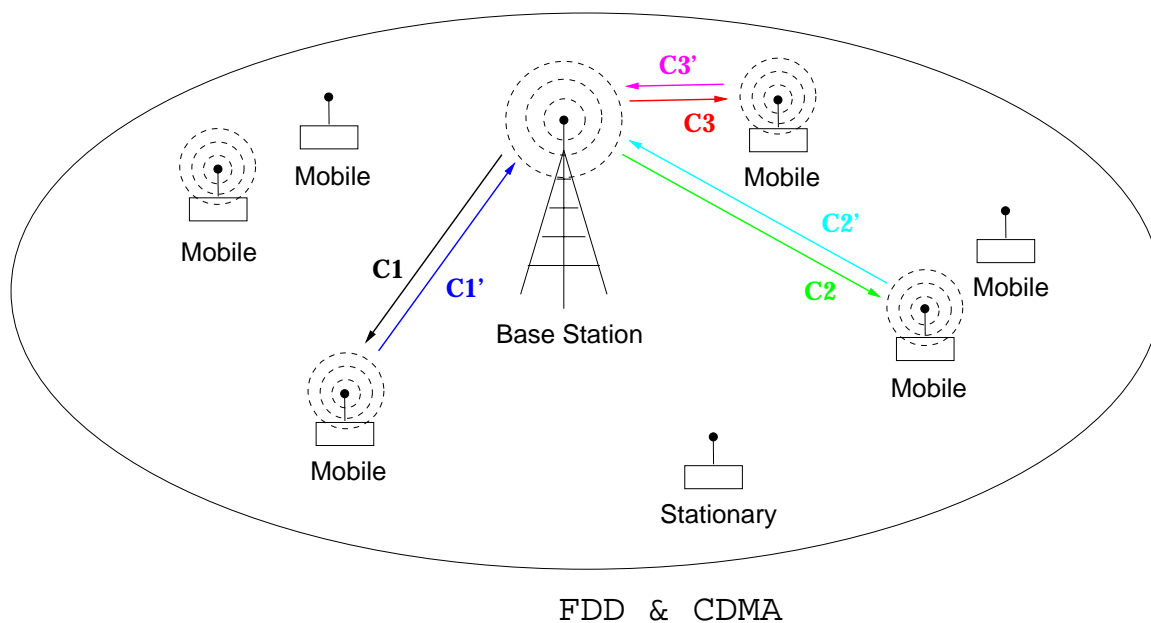 C3’
C3
Mobile
Mobile
Mobile
C2’
C1
C1’
C2
Mobile
Base Station
Mobile
Mobile
Stationary
FDD & CDMA